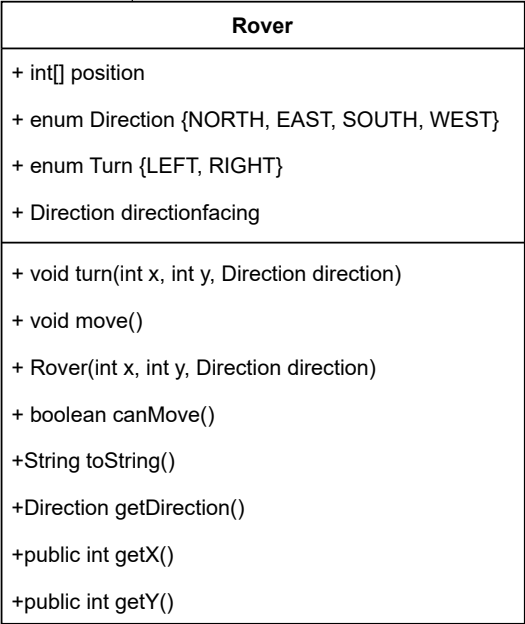 Rover
+ int[] position
+ enum Direction {NORTH, EAST, SOUTH, WEST}
+ enum Turn {LEFT, RIGHT}
+ Direction directionfacing
+ void turn(int x, int y, Direction direction)
+ void move()
+ Rover(int x, int y, Direction direction)
+ boolean canMove()
+String toString()
+Direction getDirection()
+public int getX()
+public int getY()